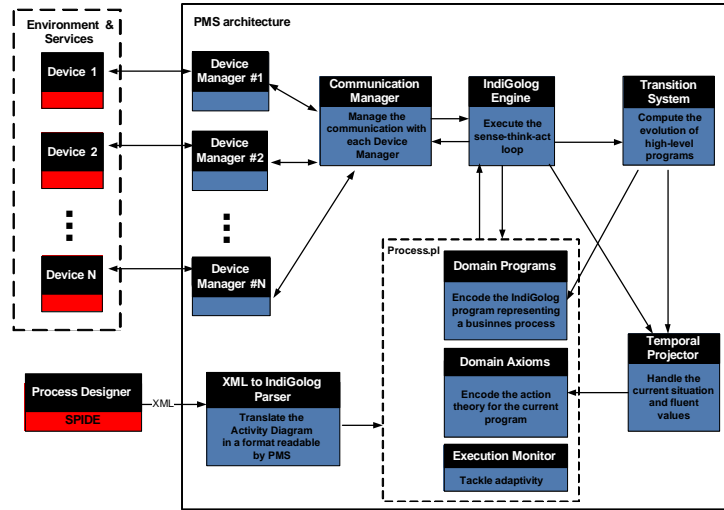 Environment &
Services
Device 1
Device 2
Device N
PMS architecture
Device
Manager #1
Device
Manager #2
Device
Manager #N
Communication
Manager
Manage the
communication with
each Device
Manager
IndiGolog
Engine
Execute the
sense-think-act
loop
Transition
System
Compute the
evolution of
high-level
programs
Process.pl
Domain Programs
Encode the IndiGolog
program representing
a businnes process
Domain Axioms
Encode the action
theory for the current
program
Execution Monitor
Tackle adaptivity
Temporal
Projector
Handle the
current situation
and fluent
values
Process Designer
SPIDE
XML
XML to IndiGolog
Parser
Translate the
Activity Diagram
in a format readable
by PMS